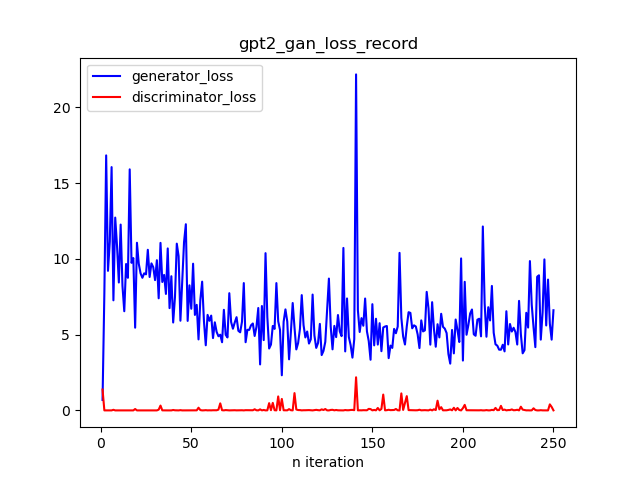 gpt2_gan_loss_record
generator_loss
discriminator_loss
20
15
10
5
0
0 50 100 150 200 250
n iteration